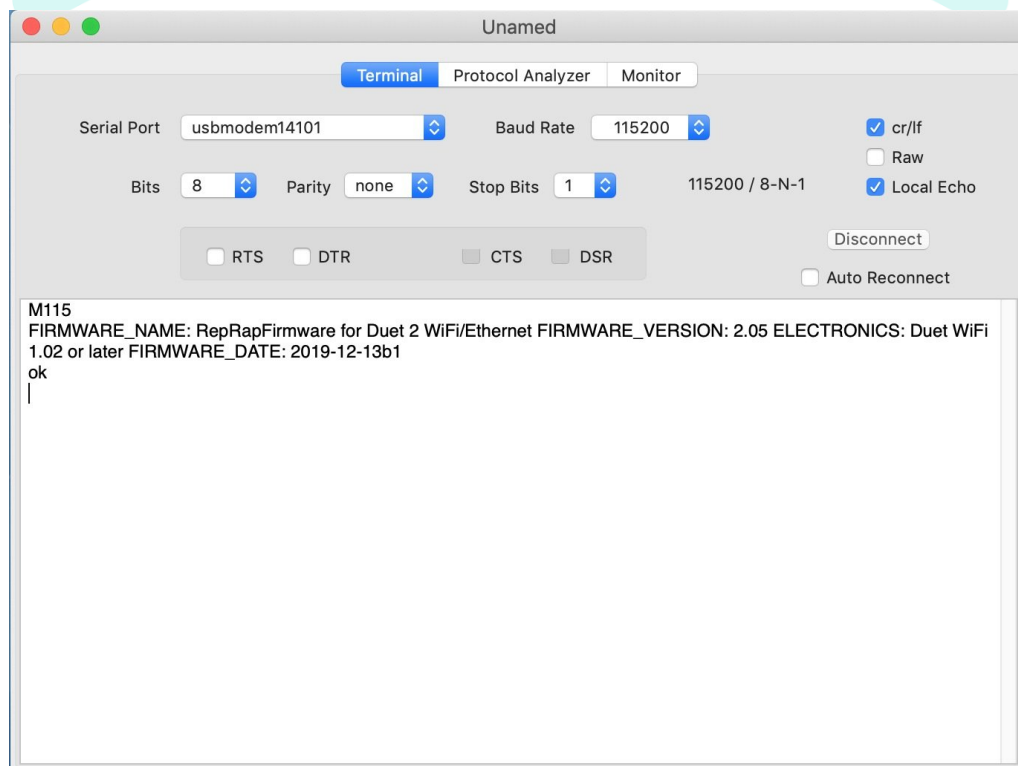 Unamed
Terminal Protocol Analyzer Monitor
Serial Port usbmodem14101 Baud Rate 115200 cr/lf
Raw
Bits 8 Parity none Stop Bits 1 115200 / 8-N-1 Local Echo
Disconnect
RTS DTR CTS DSR
Auto Reconnect
M115
FIRMWARE_NAME: RepRapFirmware for Duet 2 WiFi/Ethernet FIRMWARE_VERSION: 2.05 ELECTRONICS: Duet WiFi
1.02 or later FIRMWARE_DATE: 2019-12-13b1
ok